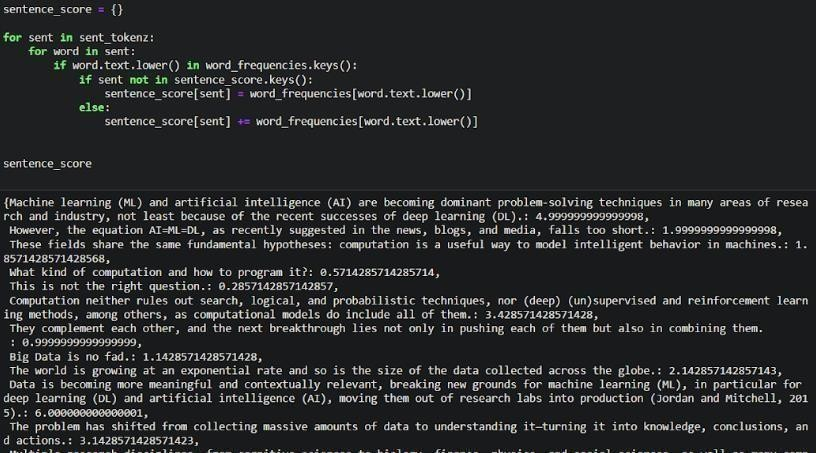 sentence_score = {}
for sent in sent_tokenz:
for word in sent:
if word.text.lower() in word_frequencies.keys():
if sent not in sentence_score.keys():
sentence_score[sent] = word_frequencies[word.text.lower()]
else:
sentence_score[sent] += word_frequencies[word.text.lower()]
sentence_score
{Machine learning (ML) and artificial intelligence (AI) are becoming dominant problem-solving techniques in many areas of resea
rch and industry, not least because of the recent successes of deep learning (DL).: 4.999999999999998,
However, the equation AI=ML=DL, as recently suggested in the news, blogs, and media, falls too short.: 1.9999999999999998,
These fields share the same fundamental hypotheses: computation is a useful way to model intelligent behavior in machines.: 1.
8571428571428568,
What kind of computation and how to program it?: 0.5714285714285714,
This is not the right question.: 0.2857142857142857,
Computation neither rules out search, logical, and probabilistic techniques, nor (deep) (un)supervised and reinforcement learn
ing methods, among others, as computational models do include all of them.: 3.428571428571428,
They complement each other, and the next breakthrough lies not only in pushing each of them but also in combining them.
: 0.9999999999999999,
Big Data is no fad.: 1.1428571428571428,
The world is growing at an exponential rate and so is the size of the data collected across the globe.: 2.142857142857143,
Data is becoming more meaningful and contextually relevant, breaking new grounds for machine learning (ML), in particular for
deep learning (DL) and artificial intelligence (AI), moving them out of research labs into production (Jordan and Mitchell, 201
5).: 6.000000000000001,
The problem has shifted from collecting massive amounts of data to understanding it—turning it into knowledge, conclusions, an
d actions.: 3.1428571428571423,